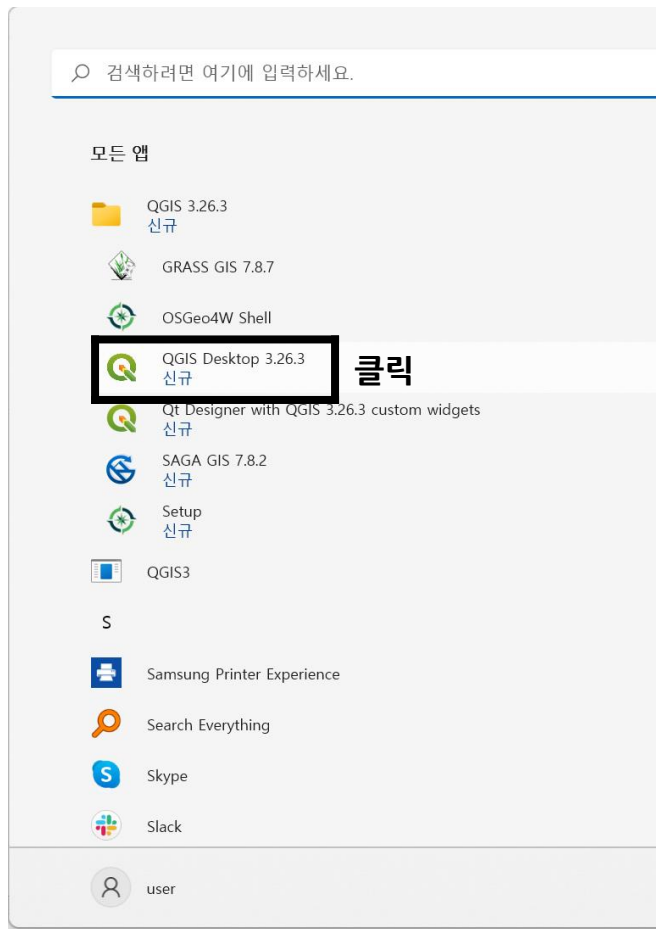 검색하려면 여기에 입력하세요.
모든 앱
QGIS 3.26.3
신규
GRASS GIS 7.8.7
OSGeo4W Shell
QGIS Desktop 3.26.3
신규
클릭
Qt Designer with QGIS 3.26.3 custom widgets
신규
SAGA GIS 7.8.2
신규
Setup
신규
QGIS3
S
Samsung Printer Experience
Search Everything
S Skype
Slack
user